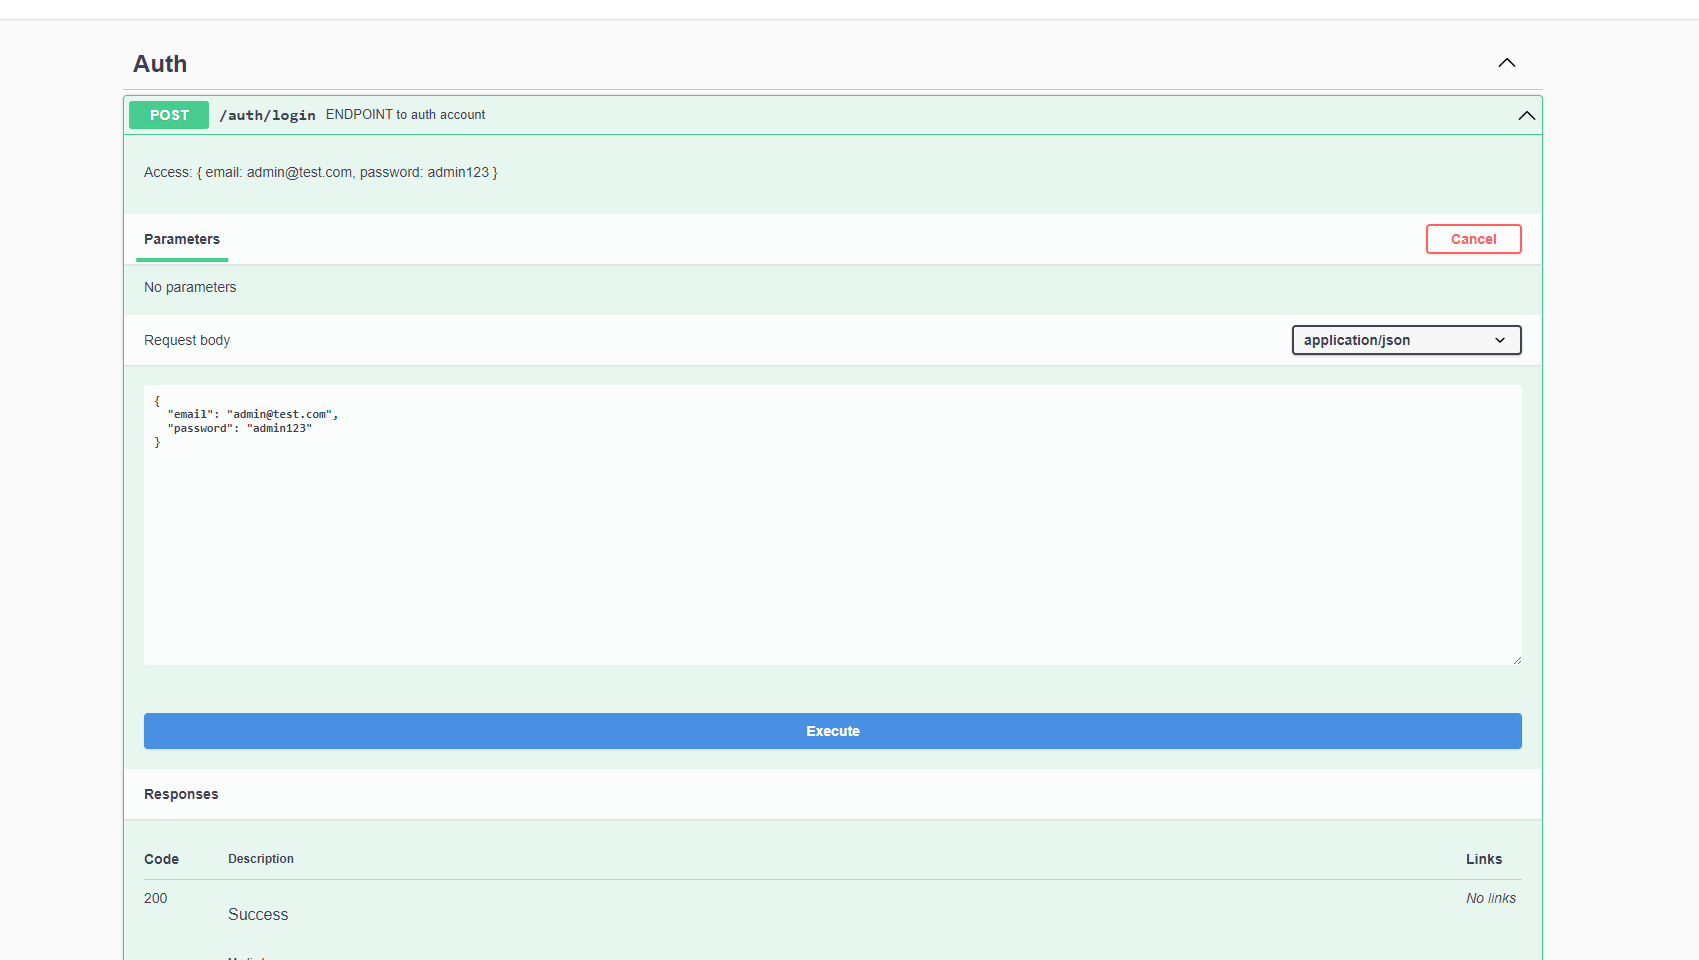 Auth
POST /auth/login ENDPOINT to auth account
Access: { email: admin@test.com, password: admin123 }
Parameters Cancel
No parameters
Request body application/json
{
"email": "admin@test.com",
"password": "admin123"
}
Execute
Responses
Code Description Links
200 No links
Success